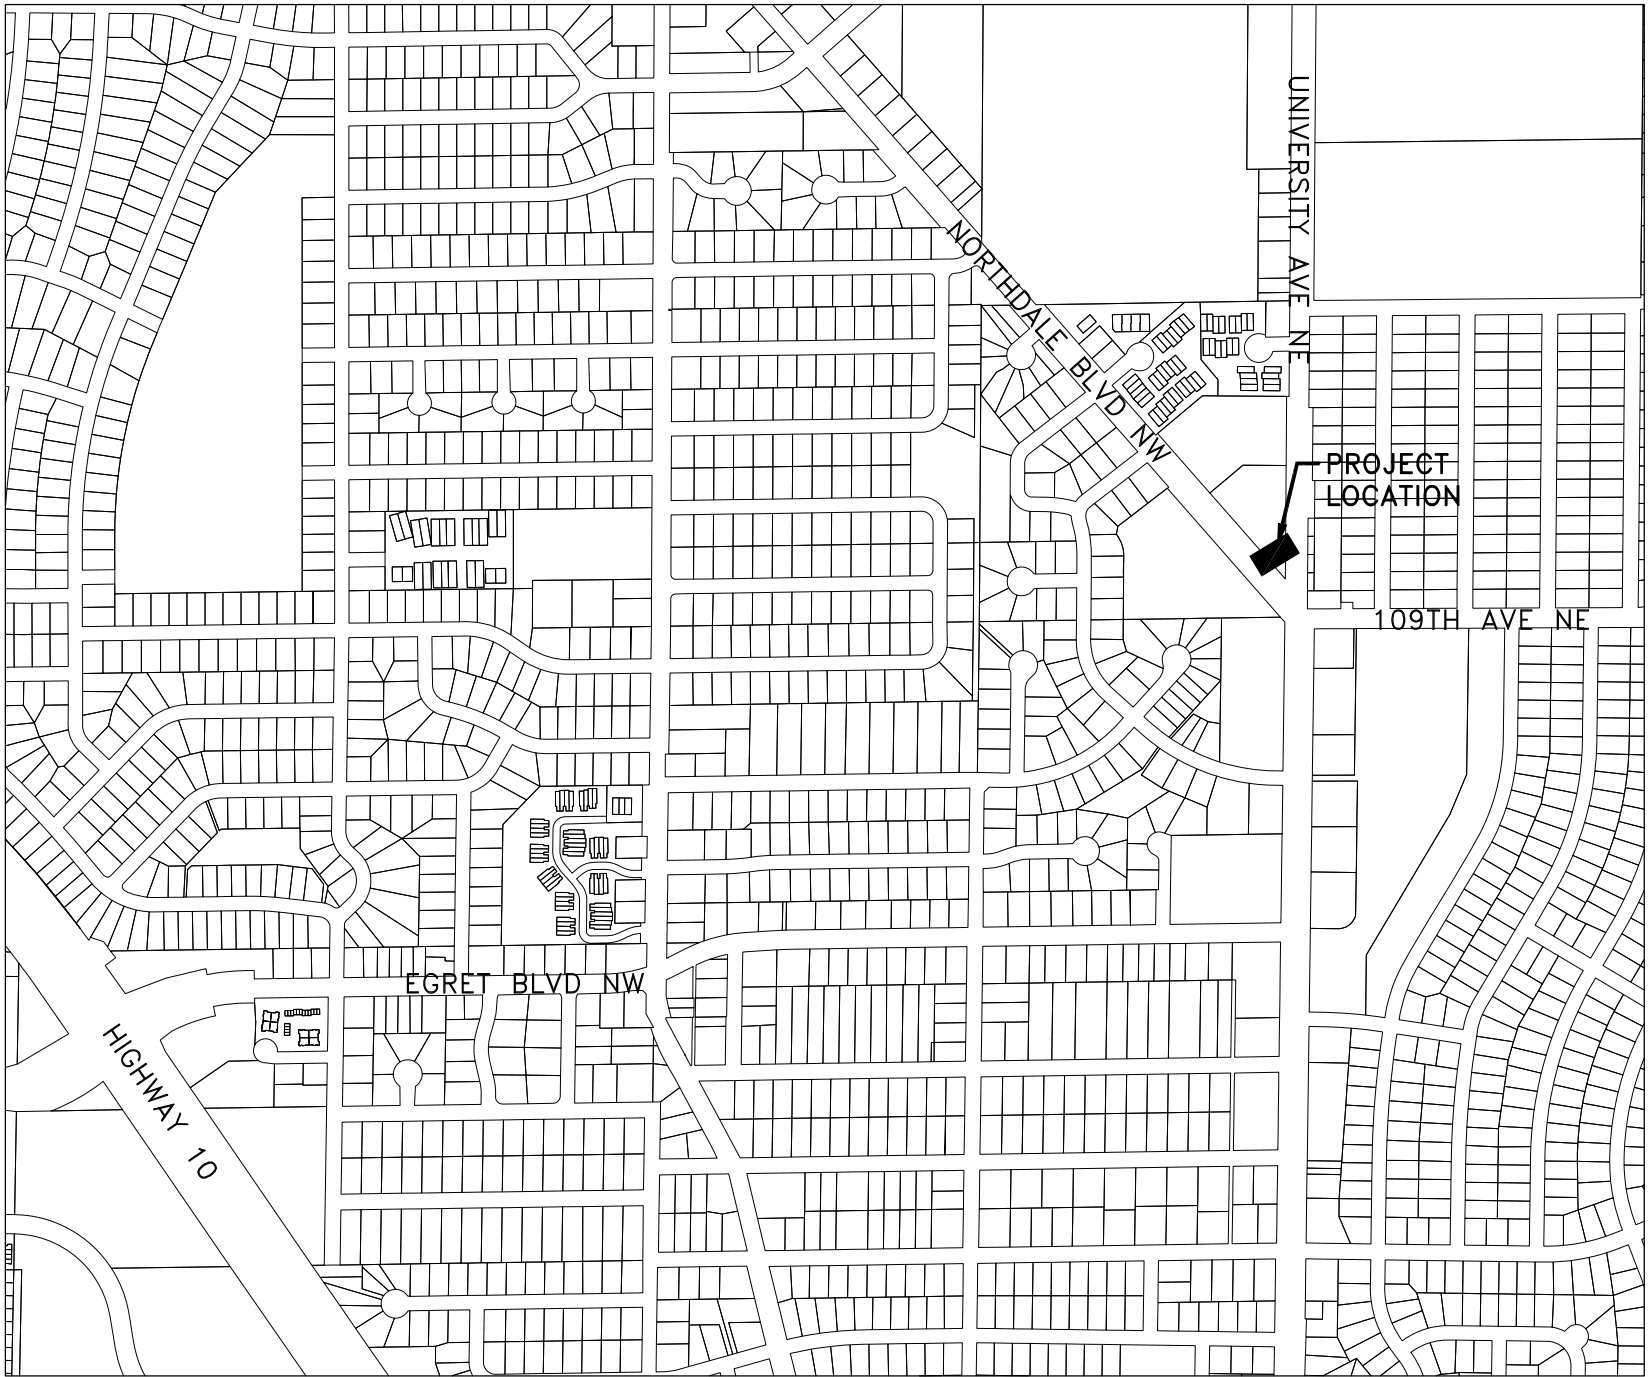 UNIVERSITY AVE NE
NORTHDALE BLVD NW
PROJECT
LOCATION
109TH AVE NE
EGRET BLVD NW
HIGHWAY 10